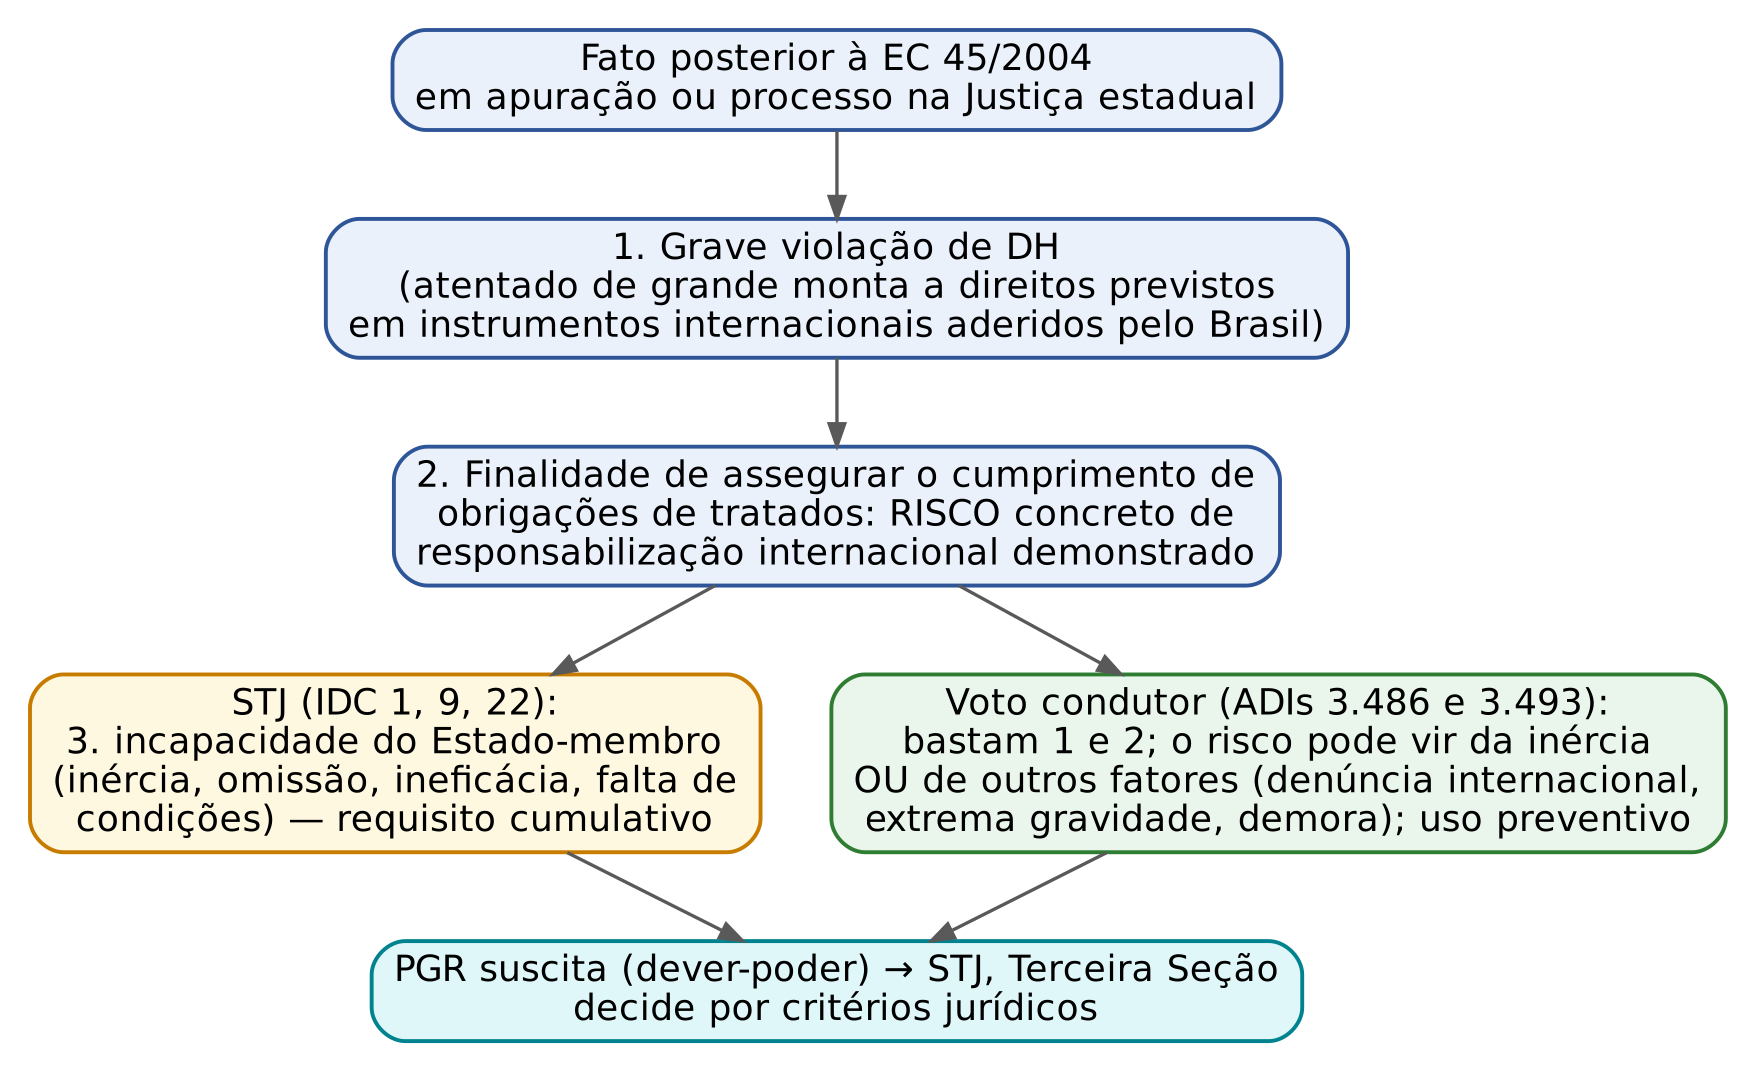 Fato posterior à EC 45/2004
em apuração ou processo na Justiça estadual
1. Grave violação de DH
(atentado de grande monta a direitos previstos
em instrumentos internacionais aderidos pelo Brasil)
2. Finalidade de assegurar o cumprimento de
obrigações de tratados: RISCO concreto de
responsabilização internacional demonstrado
STJ (IDC 1, 9, 22):
3. incapacidade do Estado-membro
(inércia, omissão, ineficácia, falta de
condições) — requisito cumulativo
Voto condutor (ADIs 3.486 e 3.493):
bastam 1 e 2; o risco pode vir da inércia
OU de outros fatores (denúncia internacional,
extrema gravidade, demora); uso preventivo
PGR suscita (dever-poder) → STJ, Terceira Seção
decide por critérios jurídicos